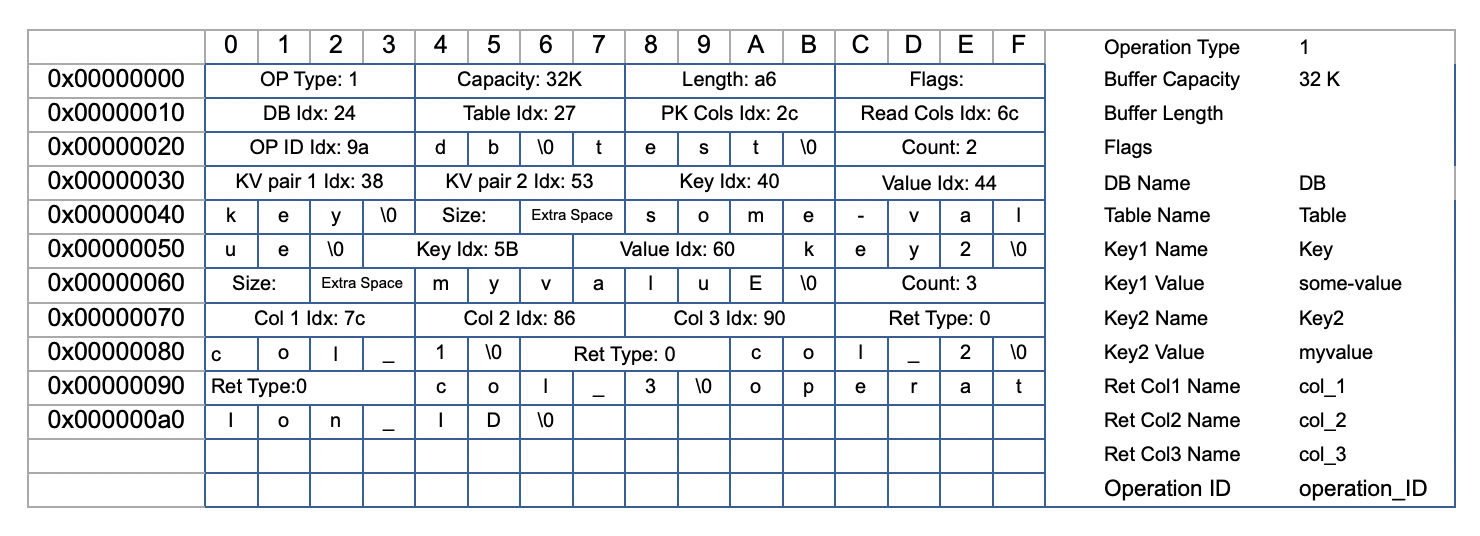 0 1 2 3 4 5 6 7 8 9 A B C D E F Operation Type 1
0x00000000 OP Type: 1 Capacity: 32K Length: a6 Flags: Buffer Capacity 32 K
0x00000010 DB Idx: 24 Table Idx: 27 PK Cols Idx: 2c Read Cols Idx: 6c Buffer Length
0x00000020 OP ID Idx: 9a d b \0 t e s t \0 Count: 2 Flags
0x00000030 KV pair 1 Idx: 38 KV pair 2 Idx: 53 Key Idx: 40 Value Idx: 44 DB Name DB
0x00000040 k e y \0 Size: Extra Space s o m e - v a l Table Name Table
0x00000050 u e \0 Key Idx: 5B Value Idx: 60 k e y 2 \0 Key1 Name Key
0x00000060 Size: Extra Space m y v a l u E \0 Count: 3 Key1 Value some-value
0x00000070 Col 1 Idx: 7c Col 2 Idx: 86 Col 3 Idx: 90 Ret Type: 0 Key2 Name Key2
0x00000080 c o l _ 1 \0 Ret Type: 0 c o l _ 2 \0 Key2 Value myvalue
0x00000090 Ret Type:0 c o l _ 3 \0 o p e r a t Ret Col1 Name col_1
0x000000a0 I o n _ I D \0 Ret Col2 Name col_2
Ret Col3 Name col_3
Operation ID operation_ID